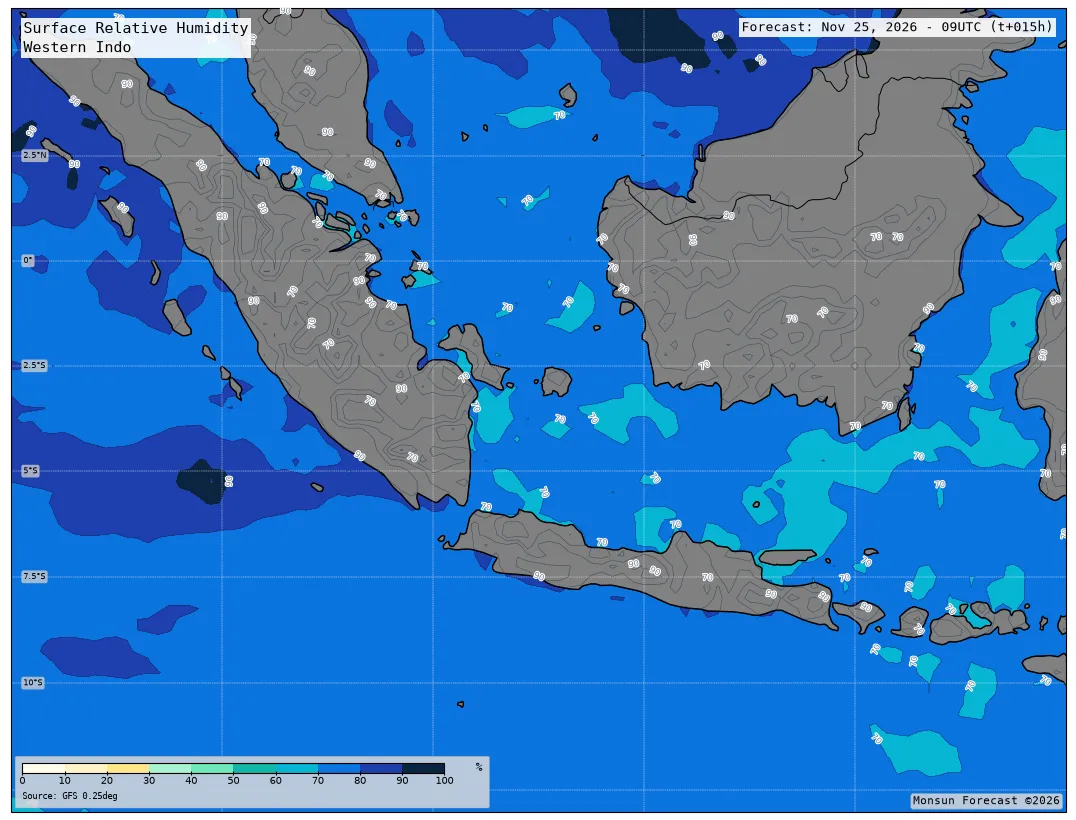 Surface Relative Humidity
Western Indo
Forecast: Nov 25, 2026 - 09UTC (t+015h)
2.5°N
0°
2.5°S
5°S
7.5°S
10°S
0 10 20 30 40 50 60 70 80 90 100 %
Source: GFS 0.25deg
Monsun Forecast ©2026